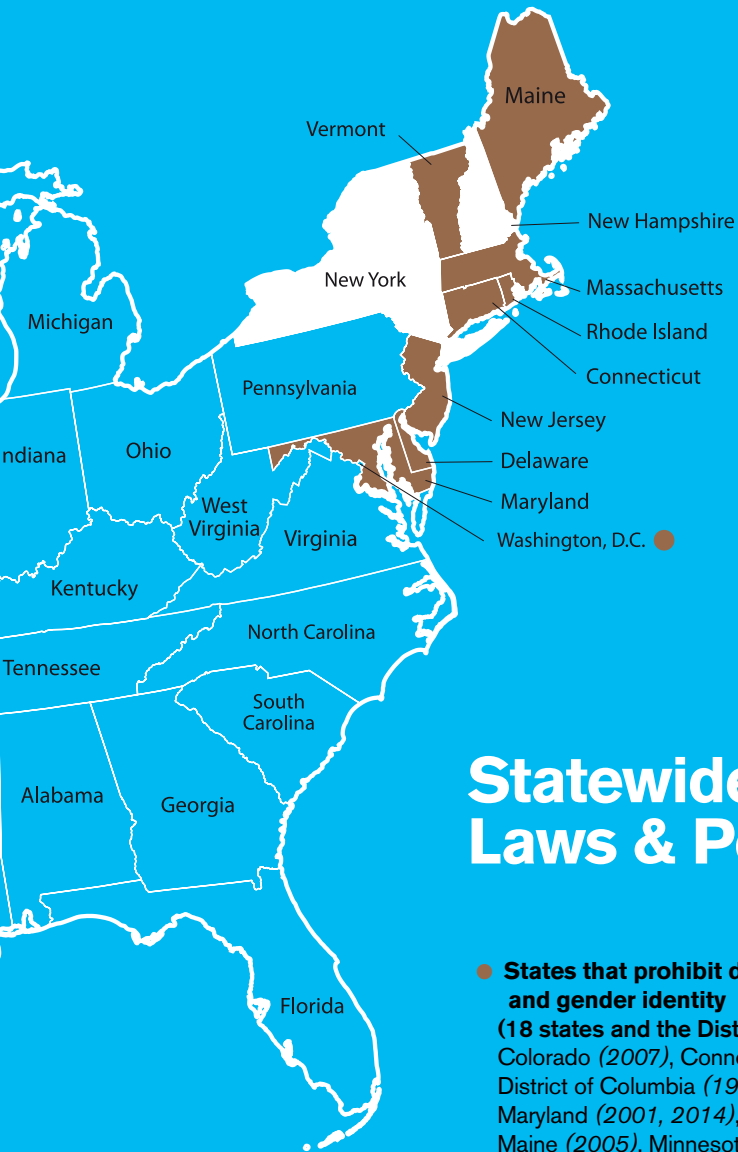 Maine
Vermont
New Hampshire
New York
Massachusetts
Michigan
Rhode Island
Connecticut
Pennsylvania
New Jersey
Ohio
ndiana
Delaware
Maryland
West
Virginia
Virginia
Washington, D.C.
Kentucky
North Carolina
Tennessee
South
Carolina
Alabama
Georgia
Florida
Statewide
Laws & P
States that prohibit d
and gender identity
(18 states and the Dist
Colorado (2007), Conne
District of Columbia (19
Maryland (2001, 2014),
Maine (2005), Minnesot